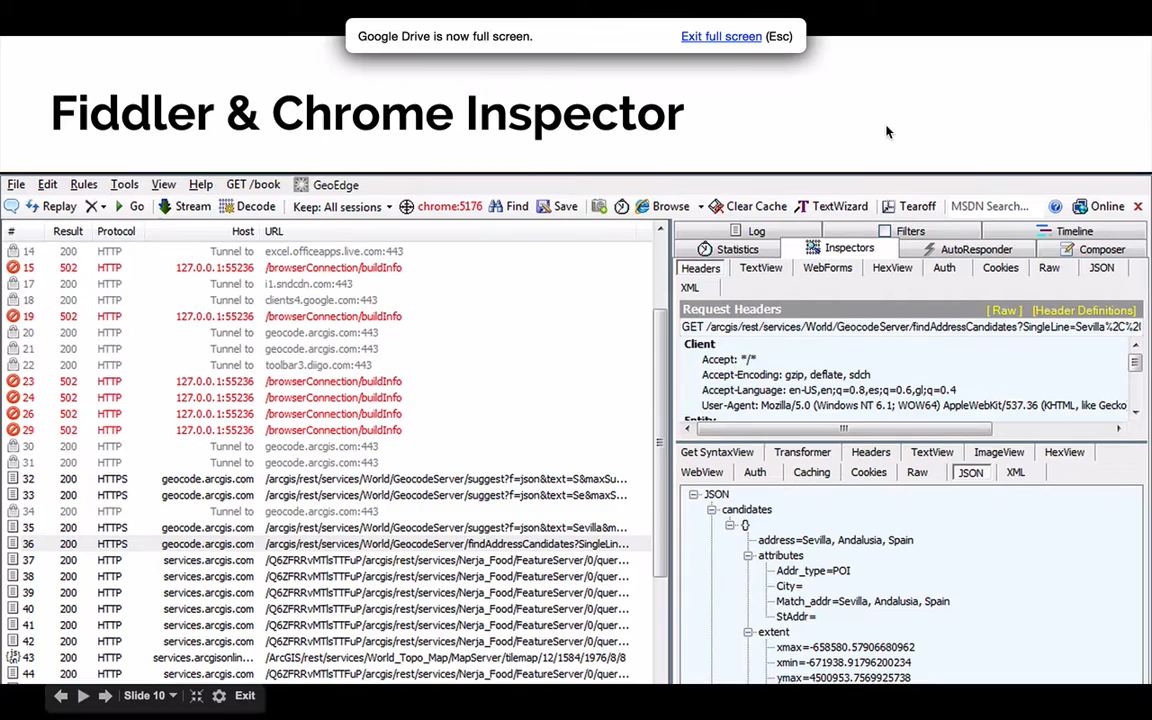 Google Drive is now full screen. Exit full screen (Esc)
Fiddler & Chrome Inspector
File Edit Rules Tools View Help GET /book GeoEdge
Replay Go Stream Decode Keep: All sessions chrome:5176 Find Save Browse Clear Cache TextWizard Tearoff MSDN Search... Online
# Result Protocol Host URL
14 200 HTTP Tunnel to excel.officeapps.live.com:443
15 502 HTTP 127.0.0.1:55236 /browserConnection/buildInfo
17 200 HTTP Tunnel to i1.sndcdn.com:443
18 200 HTTP Tunnel to clients4.google.com:443
19 502 HTTP 127.0.0.1:55236 /browserConnection/buildInfo
20 200 HTTP Tunnel to geocode.arcgis.com:443
21 200 HTTP Tunnel to geocode.arcgis.com:443
22 200 HTTP Tunnel to toolbar3.diigo.com:443
23 502 HTTP 127.0.0.1:55236 /browserConnection/buildInfo
24 502 HTTP 127.0.0.1:55236 /browserConnection/buildInfo
26 502 HTTP 127.0.0.1:55236 /browserConnection/buildInfo
29 502 HTTP 127.0.0.1:55236 /browserConnection/buildInfo
30 200 HTTP Tunnel to geocode.arcgis.com:443
31 200 HTTP Tunnel to geocode.arcgis.com:443
32 200 HTTPS geocode.arcgis.com /arcgis/rest/services/World/GeocodeServer/suggest?f=json&text=S&maxSu...
33 200 HTTPS geocode.arcgis.com /arcgis/rest/services/World/GeocodeServer/suggest?f=json&text=Se&maxS...
34 200 HTTP Tunnel to geocode.arcgis.com:443
35 200 HTTPS geocode.arcgis.com /arcgis/rest/services/World/GeocodeServer/suggest?f=json&text=Sevilla&m...
36 200 HTTPS geocode.arcgis.com /arcgis/rest/services/World/GeocodeServer/findAddressCandidates?SingleLin...
37 200 HTTP services.arcgis.com /Q6ZFRRvMTlsTTFuP/arcgis/rest/services/Nerja_Food/FeatureServer/0/quer...
38 200 HTTP services.arcgis.com /Q6ZFRRvMTlsTTFuP/arcgis/rest/services/Nerja_Food/FeatureServer/0/quer...
39 200 HTTP services.arcgis.com /Q6ZFRRvMTlsTTFuP/arcgis/rest/services/Nerja_Food/FeatureServer/0/quer...
40 200 HTTP services.arcgis.com /Q6ZFRRvMTlsTTFuP/arcgis/rest/services/Nerja_Food/FeatureServer/0/quer...
41 200 HTTP services.arcgis.com /Q6ZFRRvMTlsTTFuP/arcgis/rest/services/Nerja_Food/FeatureServer/0/quer...
42 200 HTTP services.arcgis.com /Q6ZFRRvMTlsTTFuP/arcgis/rest/services/Nerja_Food/FeatureServer/0/quer...
43 200 HTTP services.arcgisonlin... /ArcGIS/rest/services/World_Topo_Map/MapServer/tilemap/12/1584/1976/8/8
44 200 HTTP services.arcgis.com /Q6ZFRRvMTlsTTFuP/arcgis/rest/services/Nerja_Food/FeatureServer/0/quer...
Log Filters Timeline
Statistics Inspectors AutoResponder Composer
Headers TextView WebForms HexView Auth Cookies Raw JSON
XML
Request Headers [ Raw ] [Header Definitions]
GET /arcgis/rest/services/World/GeocodeServer/findAddressCandidates?SingleLine=Sevilla%2C%20
Client
Accept: */*
Accept-Encoding: gzip, deflate, sdch
Accept-Language: en-US,en;q=0.8,es;q=0.6,gl;q=0.4
User-Agent: Mozilla/5.0 (Windows NT 6.1; WOW64) AppleWebKit/537.36 (KHTML, like Gecko
Entity
Get SyntaxView Transformer Headers TextView ImageView HexView
WebView Auth Caching Cookies Raw JSON XML
JSON
candidates
{}
address=Sevilla, Andalusia, Spain
attributes
Addr_type=POI
City=
Match_addr=Sevilla, Andalusia, Spain
StAddr=
extent
xmax=-658580.57906680962
xmin=-671938.91796200234
ymax=4500953.7569925738
Slide 10 Exit